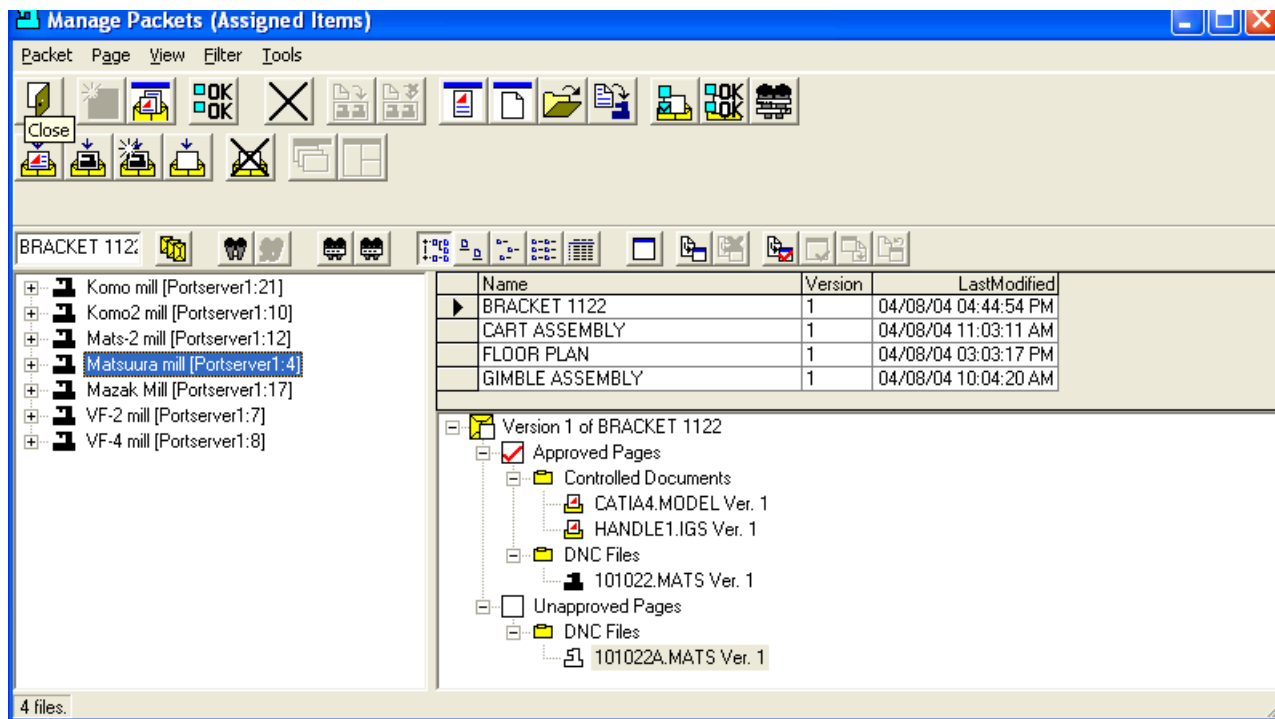 Manage Packets (Assigned Items)
Packet Page View Filter Tools
OK
OK
OK
OK
Close
BRACKET 1122
Komo mill [Portserver1:21]
Komo2 mill [Portserver1:10]
Mats-2 mill [Portserver1:12]
Matsuura mill [Portserver1:4]
Mazak Mill [Portserver1:17]
VF-2 mill [Portserver1:7]
VF-4 mill [Portserver1:8]
Name Version LastModified
BRACKET 1122 1 04/08/04 04:44:54 PM
CART ASSEMBLY 1 04/08/04 11:03:11 AM
FLOOR PLAN 1 04/08/04 03:03:17 PM
GIMBLE ASSEMBLY 1 04/08/04 10:04:20 AM
Version 1 of BRACKET 1122
Approved Pages
Controlled Documents
CATIA4.MODEL Ver. 1
HANDLE1.IGS Ver. 1
DNC Files
101022.MATS Ver. 1
Unapproved Pages
DNC Files
101022A.MATS Ver. 1
4 files.